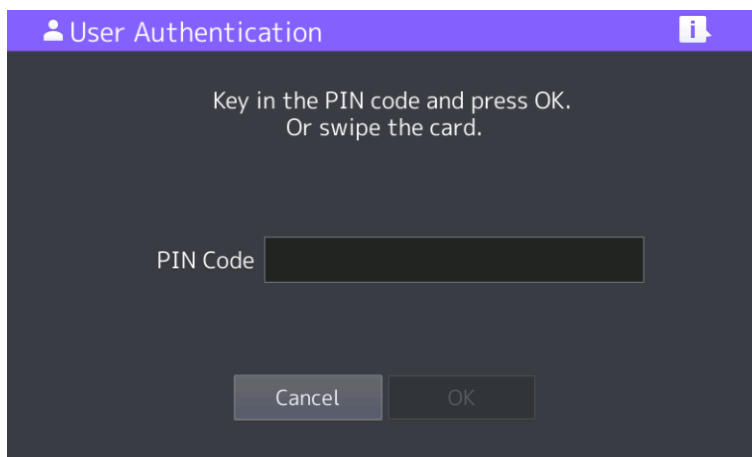 User Authentication
i
Key in the PIN code and press OK.
Or swipe the card.
PIN Code
Cancel
OK